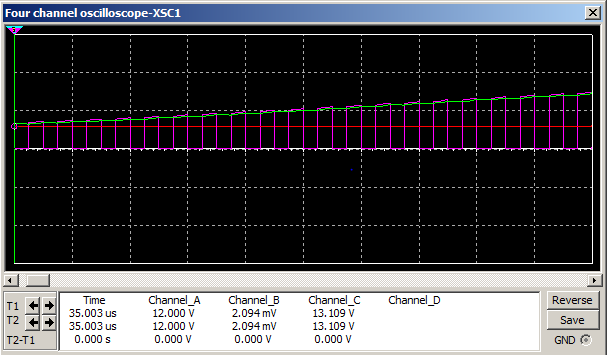 Four channel oscilloscope-XSC1
Time Channel_A Channel_B Channel_C Channel_D
T1 35.003 us 12.000 V 2.094 mV 13.109 V
T2 35.003 us 12.000 V 2.094 mV 13.109 V
T2-T1 0.000 s 0.000 V 0.000 V 0.000 V
Reverse
Save
GND